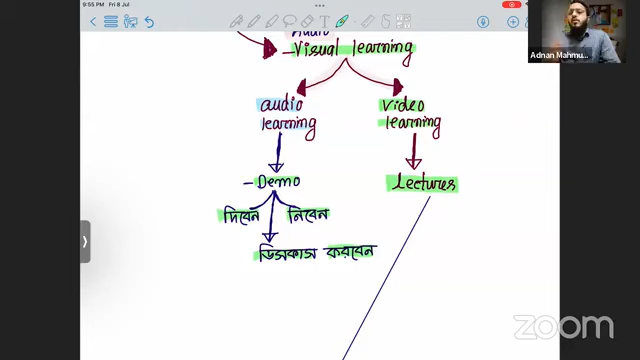 9:55 PM Fri 8 Jul
Audio
– Visual learning
audio
learning
video
learning
– Demo
Lectures
দিবেন
নিবেন
ডিসকাস করবেন
Adnan Mahmu...
zoom